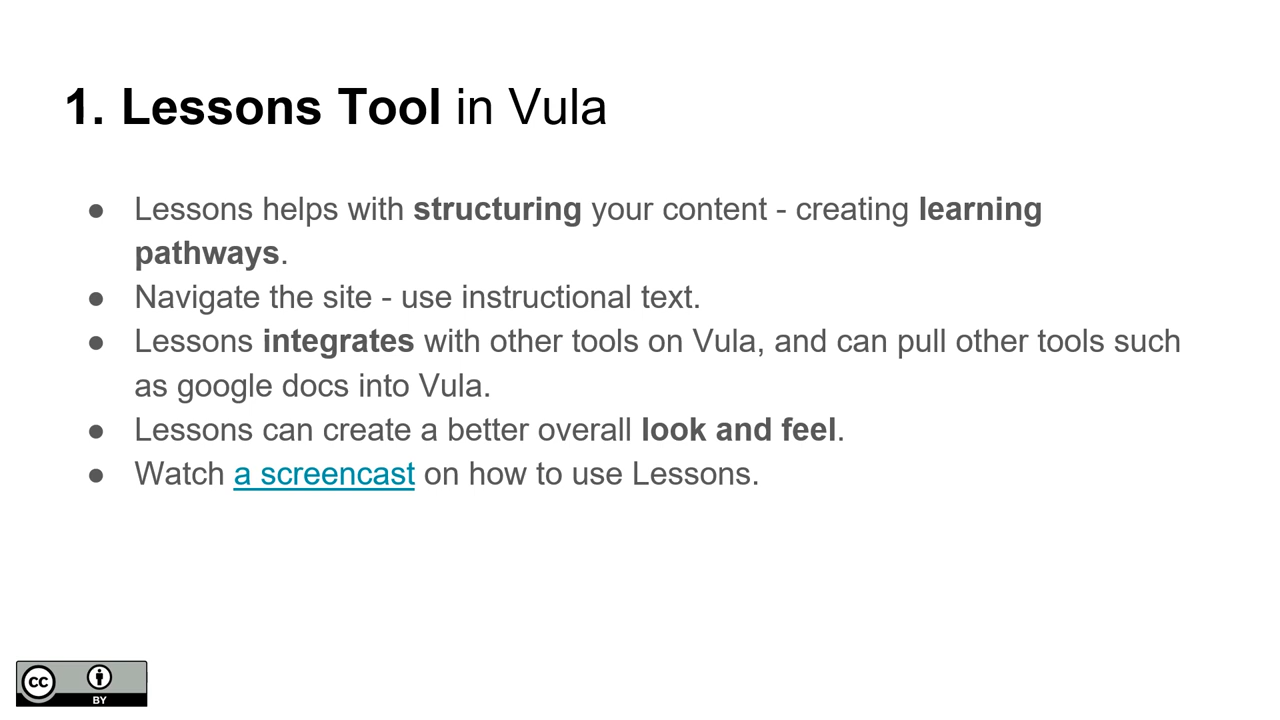 1. Lessons Tool in Vula
● Lessons helps with structuring your content - creating learning
pathways.
● Navigate the site - use instructional text.
● Lessons integrates with other tools on Vula, and can pull other tools such
as google docs into Vula.
● Lessons can create a better overall look and feel.
● Watch a screencast on how to use Lessons.
cc
BY